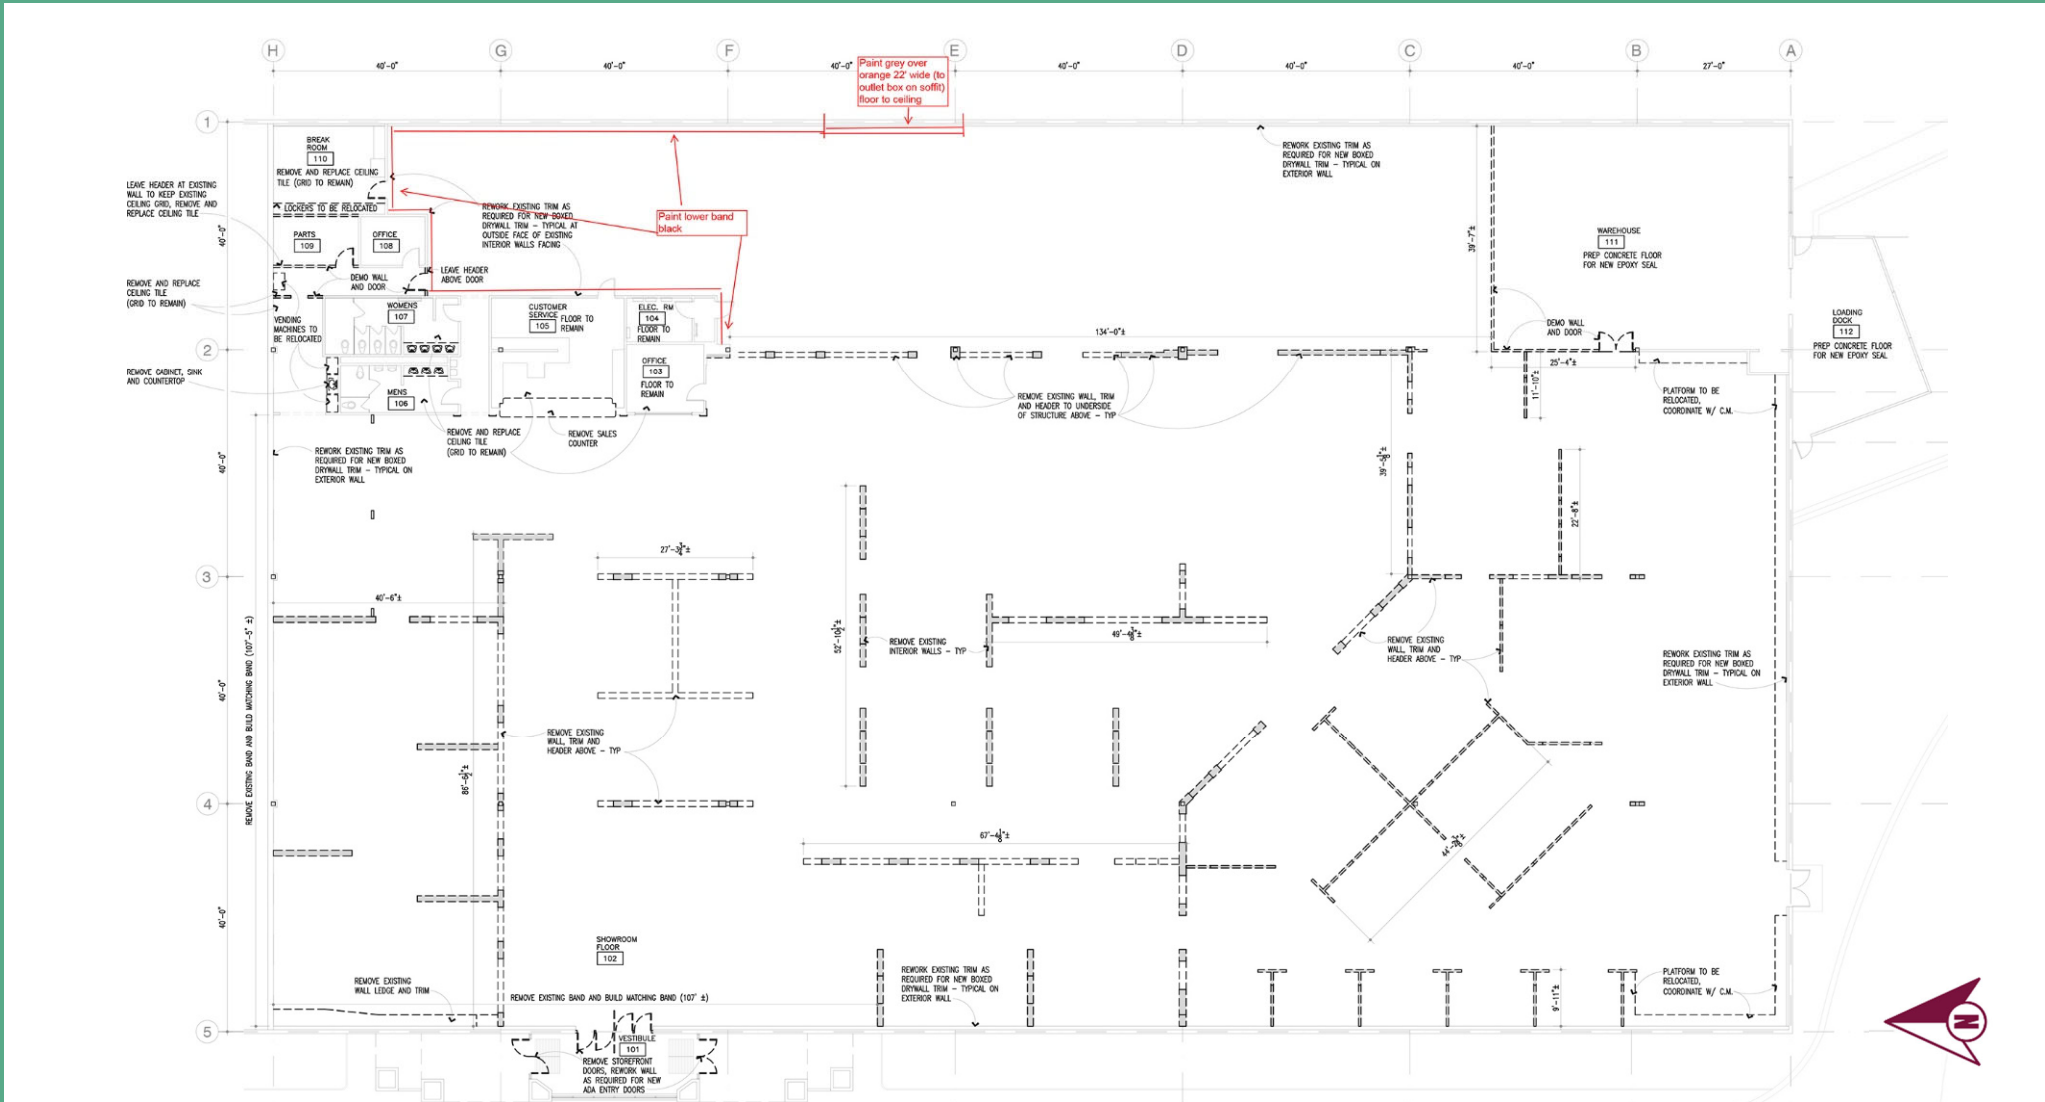 H
G
F
E
D
C
B
A
40'-0"
40'-0"
40'-0"
40'-0"
40'-0"
40'-0"
27'-0"
Paint grey over
orange 22' wide (to
outlet box on soffit)
floor to ceiling
1
BREAK
ROOM
110
REMOVE AND REPLACE CEILING
TILE (GRID TO REMAIN)
REWORK EXISTING TRIM AS
REQUIRED FOR NEW BOXED
DRYWALL TRIM - TYPICAL ON
EXTERIOR WALL
LEAVE HEADER AT EXISTING
WALL TO KEEP EXISTING
CEILING GRID, REMOVE AND
REPLACE CEILING TILE
LOCKERS TO BE RELOCATED
REWORK EXISTING TRIM AS
REQUIRED FOR NEW BOXED
DRYWALL TRIM - TYPICAL AT
OUTSIDE FACE OF EXISTING
INTERIOR WALLS FACING
Paint lower band
black
40'-0"
PARTS
109
OFFICE
108
39'-7"±
WAREHOUSE
111
PREP CONCRETE FLOOR
FOR NEW EPOXY SEAL
DEMO WALL
AND DOOR
LEAVE HEADER
ABOVE DOOR
REMOVE AND REPLACE
CEILING TILE
(GRID TO REMAIN)
VENDING
MACHINES TO
BE RELOCATED
WOMENS
107
CUSTOMER
SERVICE
105
FLOOR TO
REMAIN
ELEC. RM
104
FLOOR TO
REMAIN
134'-0"±
DEMO WALL
AND DOOR
LOADING
DOCK
112
PREP CONCRETE FLOOR
FOR NEW EPOXY SEAL
2
OFFICE
103
FLOOR TO
REMAIN
25'-4"±
11'-10"±
REMOVE CABINET, SINK
AND COUNTERTOP
MENS
106
REMOVE EXISTING WALL, TRIM
AND HEADER TO UNDERSIDE
OF STRUCTURE ABOVE - TYP
PLATFORM TO BE
RELOCATED,
COORDINATE W/ C.M.
REMOVE AND REPLACE
CEILING TILE
(GRID TO REMAIN)
REMOVE SALES
COUNTER
REWORK EXISTING TRIM AS
REQUIRED FOR NEW BOXED
DRYWALL TRIM - TYPICAL ON
EXTERIOR WALL
40'-0"
22'-8"±
3
40'-6"±
REMOVE EXISTING
INTERIOR WALLS - TYP
REMOVE EXISTING
WALL, TRIM AND
HEADER ABOVE - TYP
REWORK EXISTING TRIM AS
REQUIRED FOR NEW BOXED
DRYWALL TRIM - TYPICAL ON
EXTERIOR WALL
REMOVE EXISTING BAND AND BUILD MATCHING BAND (107'-5" ±)
40'-0"
REMOVE EXISTING
WALL, TRIM AND
HEADER ABOVE - TYP
4
40'-0"
SHOWROOM
FLOOR
102
REMOVE EXISTING
WALL LEDGE AND TRIM
REMOVE EXISTING BAND AND BUILD MATCHING BAND (107' ±)
REWORK EXISTING TRIM AS
REQUIRED FOR NEW BOXED
DRYWALL TRIM - TYPICAL ON
EXTERIOR WALL
9'-11"±
PLATFORM TO BE
RELOCATED,
COORDINATE W/ C.M.
5
VESTIBULE
101
REMOVE STOREFRONT
DOORS, REWORK WALL
AS REQUIRED FOR NEW
ADA ENTRY DOORS
N